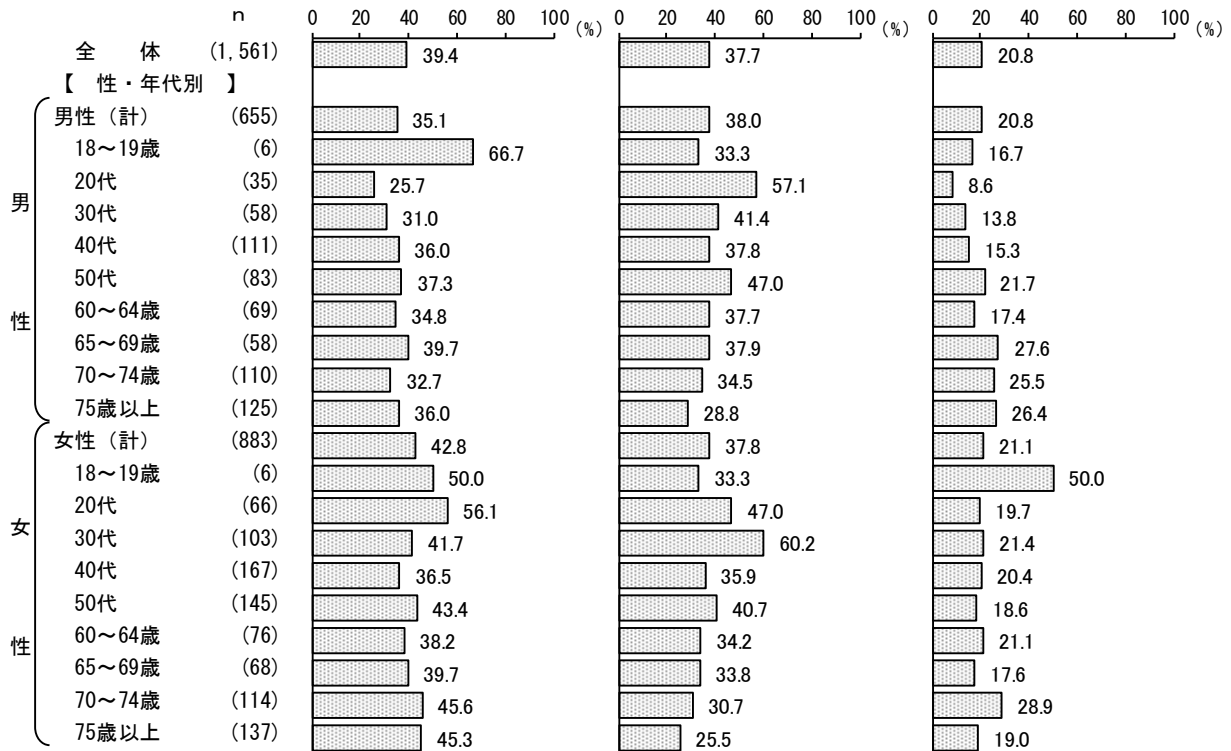 n 0 20 40 60 80 100 (%) 0 20 40 60 80 100 (%) 0 20 40 60 80 100 (%)
全 体 (1,561) 39.4 37.7 20.8
【 性・年代別 】
男性(計) (655) 35.1 38.0 20.8
18～19歳 (6) 66.7 33.3 16.7
20代 (35) 25.7 57.1 8.6
30代 (58) 31.0 41.4 13.8
40代 (111) 36.0 37.8 15.3
50代 (83) 37.3 47.0 21.7
60～64歳 (69) 34.8 37.7 17.4
65～69歳 (58) 39.7 37.9 27.6
70～74歳 (110) 32.7 34.5 25.5
75歳以上 (125) 36.0 28.8 26.4
男性
女性(計) (883) 42.8 37.8 21.1
18～19歳 (6) 50.0 33.3 50.0
20代 (66) 56.1 47.0 19.7
30代 (103) 41.7 60.2 21.4
40代 (167) 36.5 35.9 20.4
50代 (145) 43.4 40.7 18.6
60～64歳 (76) 38.2 34.2 21.1
65～69歳 (68) 39.7 33.8 17.6
70～74歳 (114) 45.6 30.7 28.9
75歳以上 (137) 45.3 25.5 19.0
女性